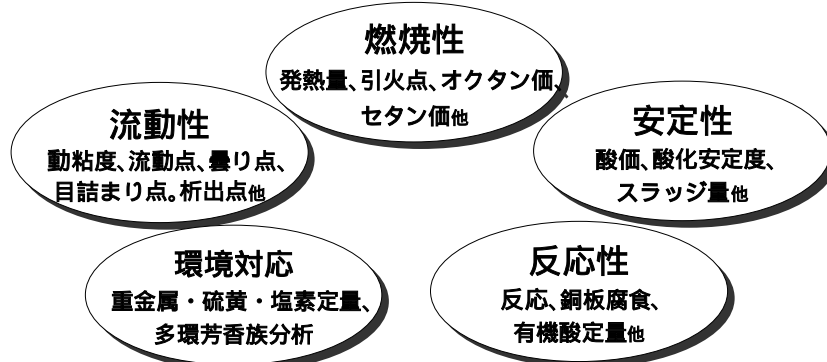 燃焼性
発熱量、引火点、オクタン価、
セタン価他
流動性
動粘度、流動点、曇り点、
目詰まり点。析出点他
安定性
酸価、酸化安定度、
スラッジ量他
環境対応
重金属・硫黄・塩素定量、
多環芳香族分析
反応性
反応、銅板腐食、
有機酸定量他